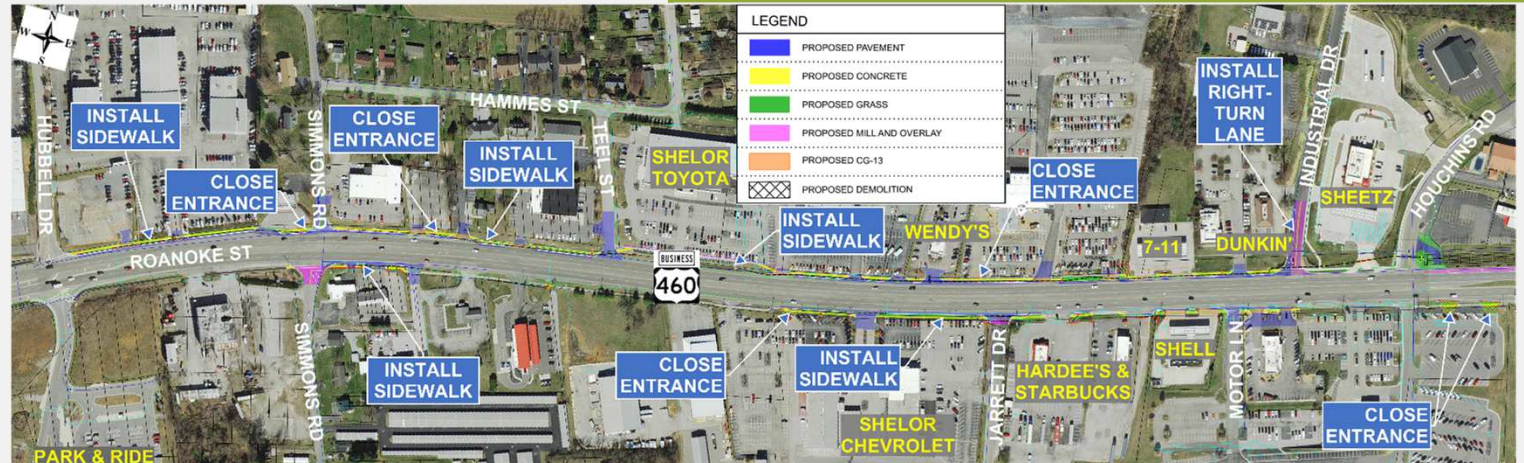 N
W
E
S
LEGEND
PROPOSED PAVEMENT
PROPOSED CONCRETE
PROPOSED GRASS
PROPOSED MILL AND OVERLAY
PROPOSED CG-13
PROPOSED DEMOLITION
HUBBELL DR
INSTALL
SIDEWALK
CLOSE
ENTRANCE
SIMMONS RD
CLOSE
ENTRANCE
HAMMES ST
INSTALL
SIDEWALK
TEEL ST
SHELOR
TOYOTA
INSTALL
SIDEWALK
WENDY'S
CLOSE
ENTRANCE
7-11
DUNKIN'
INSTALL
RIGHT-
TURN
LANE
INDUSTRIAL DR
SHEETZ
HOUCHINS RD
ROANOKE ST
BUSINESS
460
PARK & RIDE
SIMMONS RD
INSTALL
SIDEWALK
CLOSE
ENTRANCE
INSTALL
SIDEWALK
SHELOR
CHEVROLET
JARRETT DR
HARDEE'S &
STARBUCKS
SHELL
MOTOR LN
CLOSE
ENTRANCE